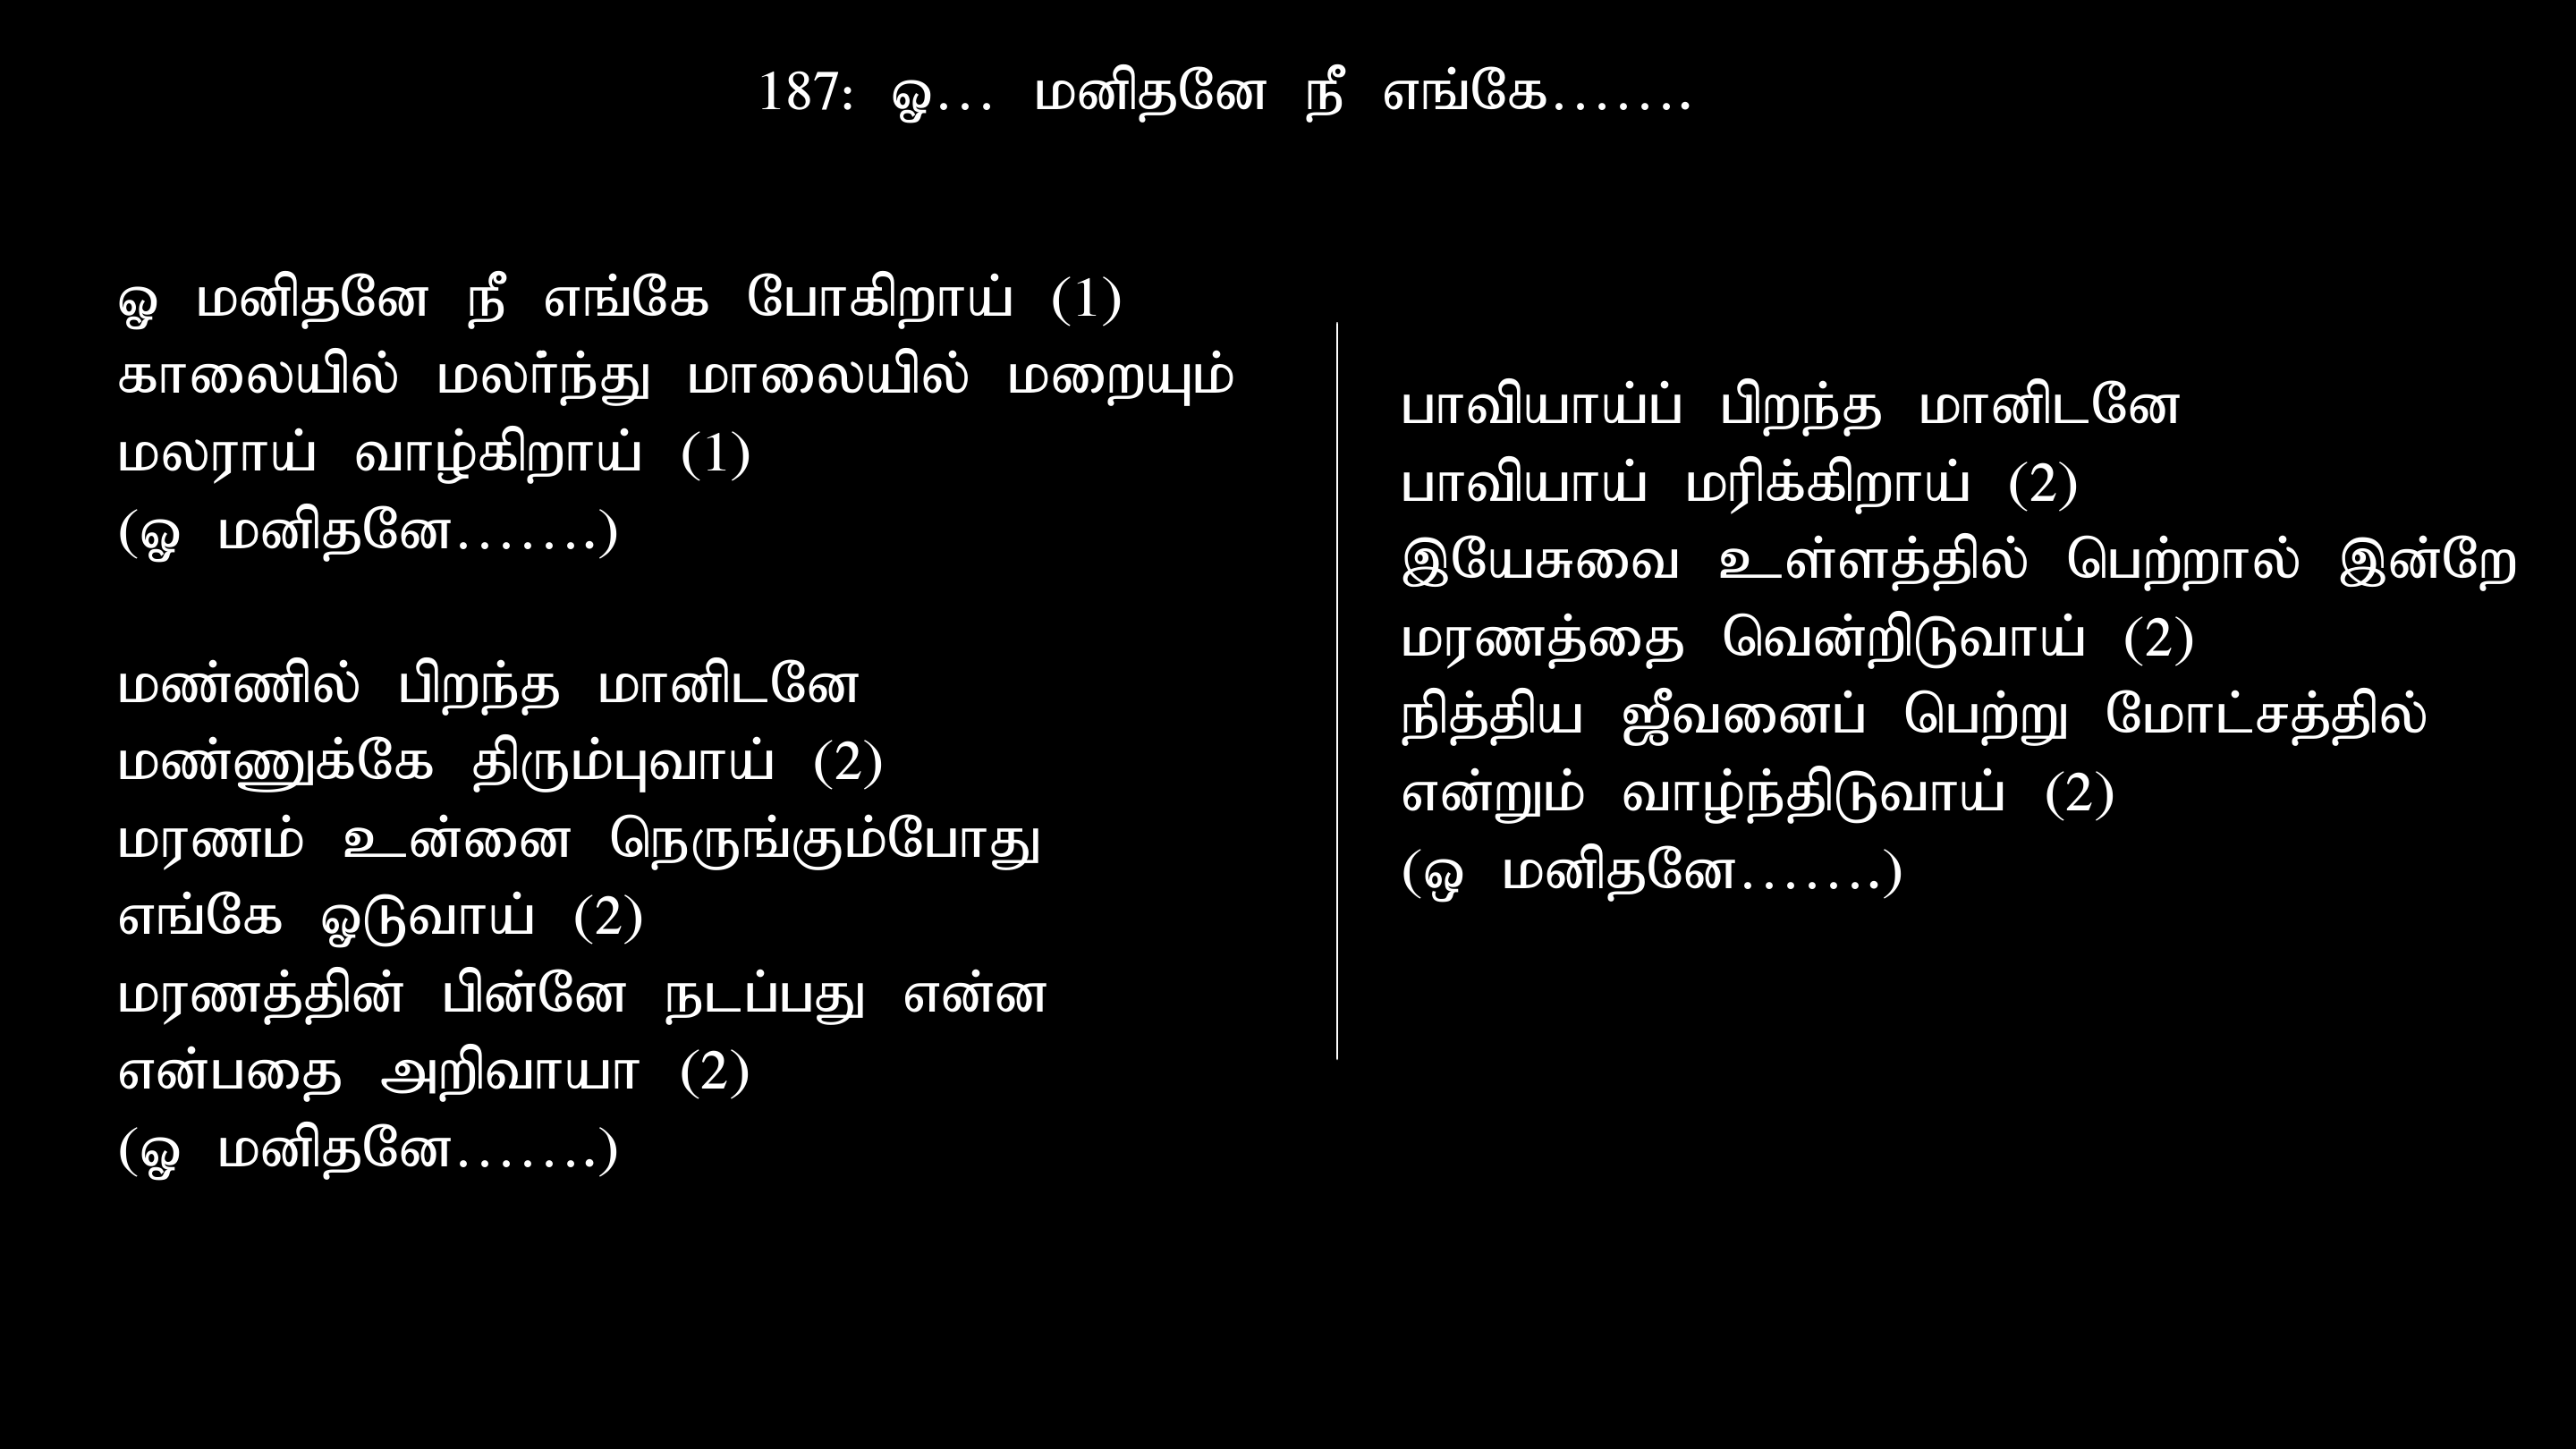 187: ஓ... மனிதனே நீ எங்கே.......
ஓ மனிதனே நீ எங்கே போகிறாய் (1)
காலையில் மலர்ந்து மாலையில் மறையும்
மலராய் வாழ்கிறாய் (1)
(ஓ மனிதனே.......)
மண்ணில் பிறந்த மானிடனே
மண்ணுக்கே திரும்புவாய் (2)
மரணம் உன்னை நெருங்கும்போது
எங்கே ஓடுவாய் (2)
மரணத்தின் பின்னே நடப்பது என்ன
என்பதை அறிவாயா (2)
(ஓ மனிதனே.......)
பாவியாய்ப் பிறந்த மானிடனே
பாவியாய் மரிக்கிறாய் (2)
இயேசுவை உள்ளத்தில் பெற்றால் இன்றே
மரணத்தை வென்றிடுவாய் (2)
நித்திய ஜீவனைப் பெற்று மோட்சத்தில்
என்றும் வாழ்ந்திடுவாய் (2)
(ஒ மனிதனே.......)